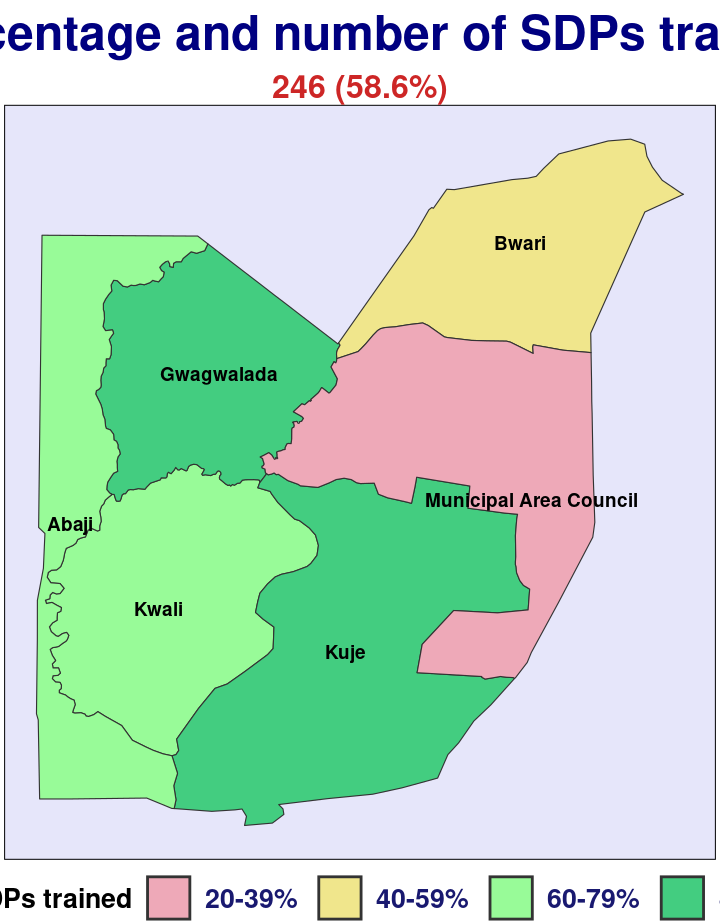 centage and number of SDPs tra
246 (58.6%)
Bwari
Gwagwalada
Municipal Area Council
Abaji
Kwali
Kuje
DPs trained 20-39% 40-59% 60-79%